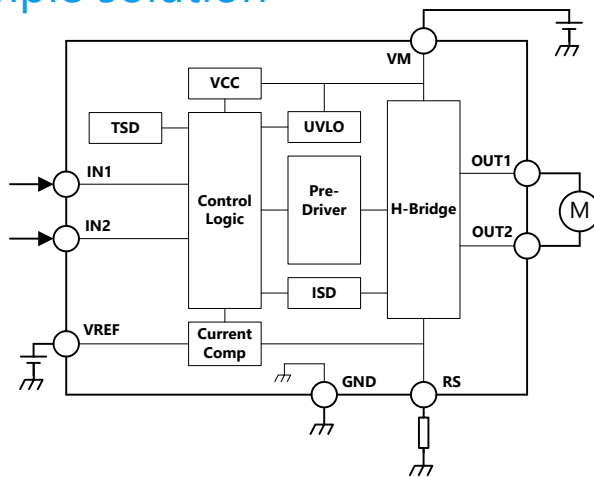 VM
VCC
TSD
UVLO
IN1
OUT1
Control
Logic
Pre-
Driver
H-Bridge
M
IN2
OUT2
ISD
VREF
Current
Comp
GND
RS